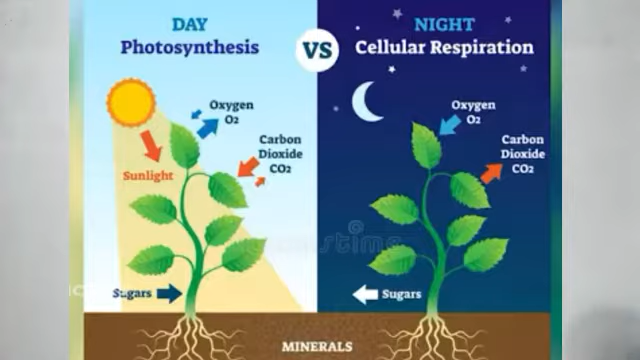 DAY
Photosynthesis
VS
NIGHT
Cellular Respiration
Oxygen
O2
Carbon
Dioxide
CO2
Sunlight
Sugars
Oxygen
O2
Carbon
Dioxide
CO2
Sugars
MINERALS